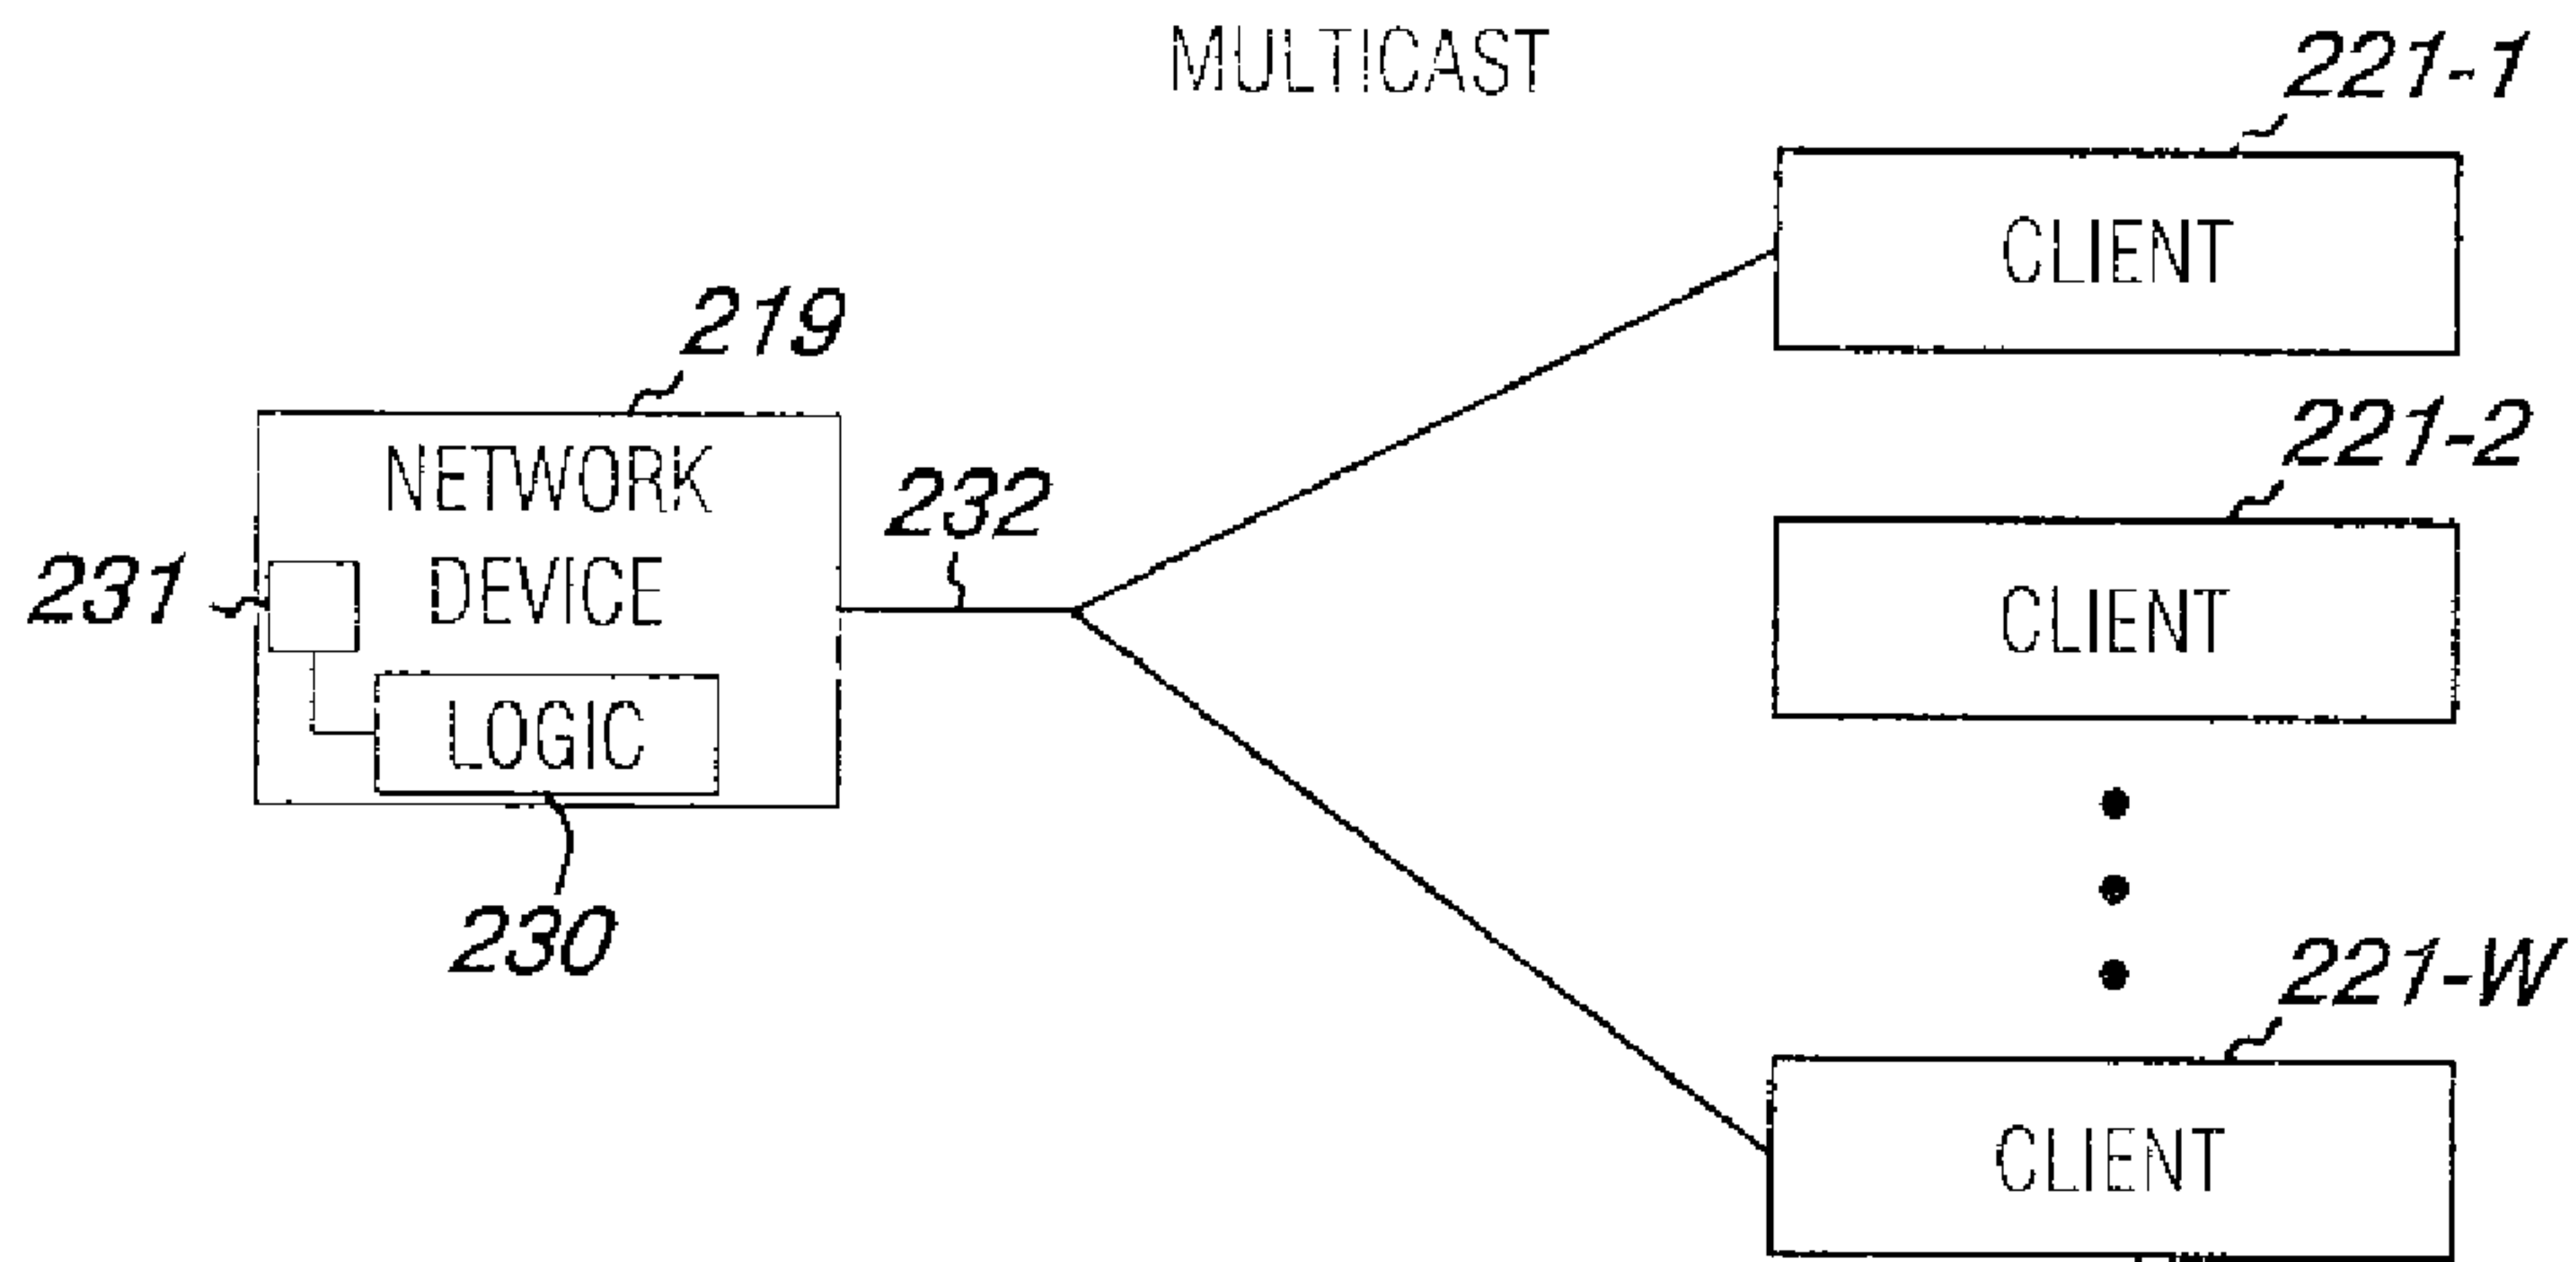 MULTICAST
221-1
CLIENT
219
NETWORK
DEVICE
232
221-2
231
CLIENT
LOGIC
230
221-W
CLIENT